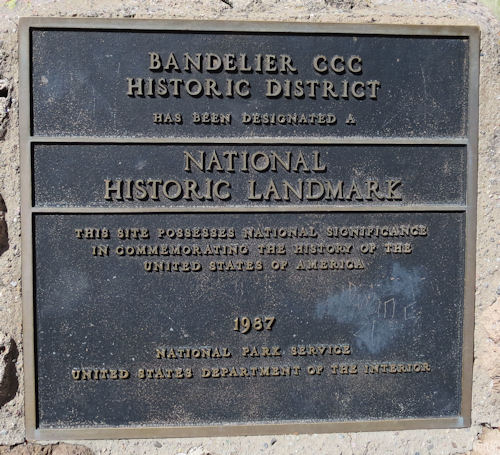 BANDELIER CCC
HISTORIC DISTRICT
HAS BEEN DESIGNATED A
NATIONAL
HISTORIC LANDMARK
THIS SITE POSSESSES NATIONAL SIGNIFICANCE
IN COMMEMORATING THE HISTORY OF THE
UNITED STATES OF AMERICA
1987
NATIONAL PARK SERVICE
UNITED STATES DEPARTMENT OF THE INTERIOR